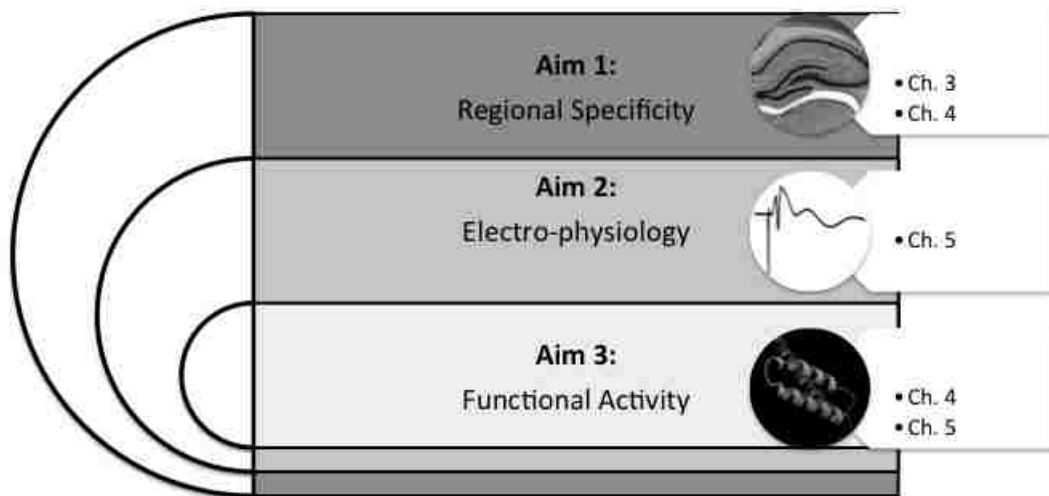 Aim 1:
Regional Specificity
• Ch. 3
• Ch. 4
Aim 2:
Electro-physiology
• Ch. 5
Aim 3:
Functional Activity
• Ch. 4
• Ch. 5